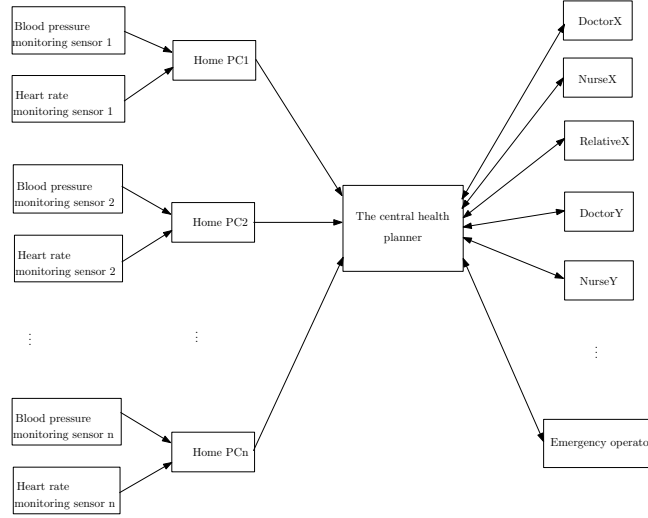 Blood pressure
monitoring sensor 1
Heart rate
monitoring sensor 1
Home PC1
Blood pressure
monitoring sensor 2
Heart rate
monitoring sensor 2
Home PC2
⋮
⋮
Blood pressure
monitoring sensor n
Heart rate
monitoring sensor n
Home PCn
The central health
planner
DoctorX
NurseX
RelativeX
DoctorY
NurseY
⋮
Emergency operato